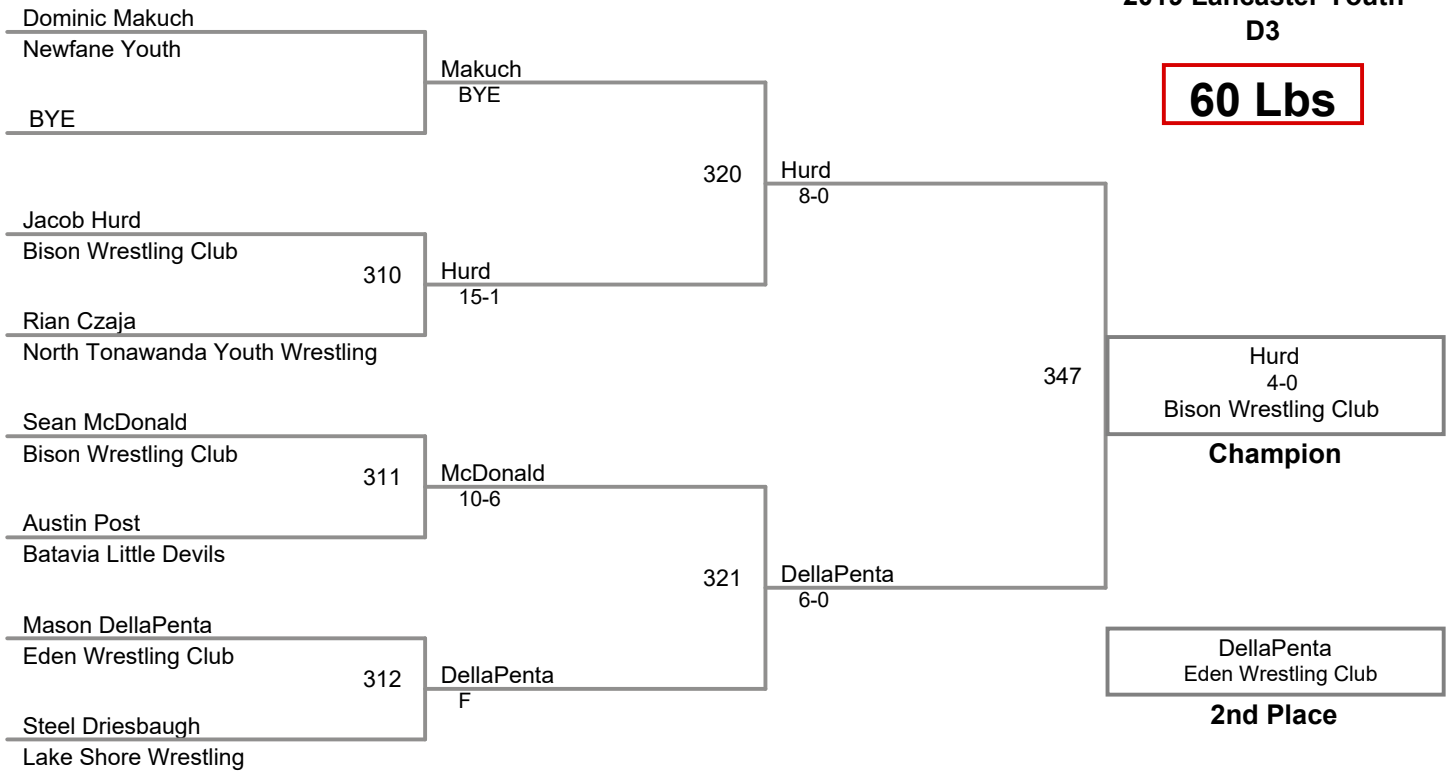 2019 Lancaster Youth
D3
60 Lbs
Dominic Makuch
Newfane Youth
BYE
Makuch
BYE
Jacob Hurd
Bison Wrestling Club
310
Rian Czaja
North Tonawanda Youth Wrestling
Hurd
15-1
320
Hurd
8-0
Sean McDonald
Bison Wrestling Club
311
Austin Post
Batavia Little Devils
McDonald
10-6
Mason DellaPenta
Eden Wrestling Club
312
Steel Driesbaugh
Lake Shore Wrestling
DellaPenta
F
321
DellaPenta
6-0
347
Hurd
4-0
Bison Wrestling Club
Champion
DellaPenta
Eden Wrestling Club
2nd Place